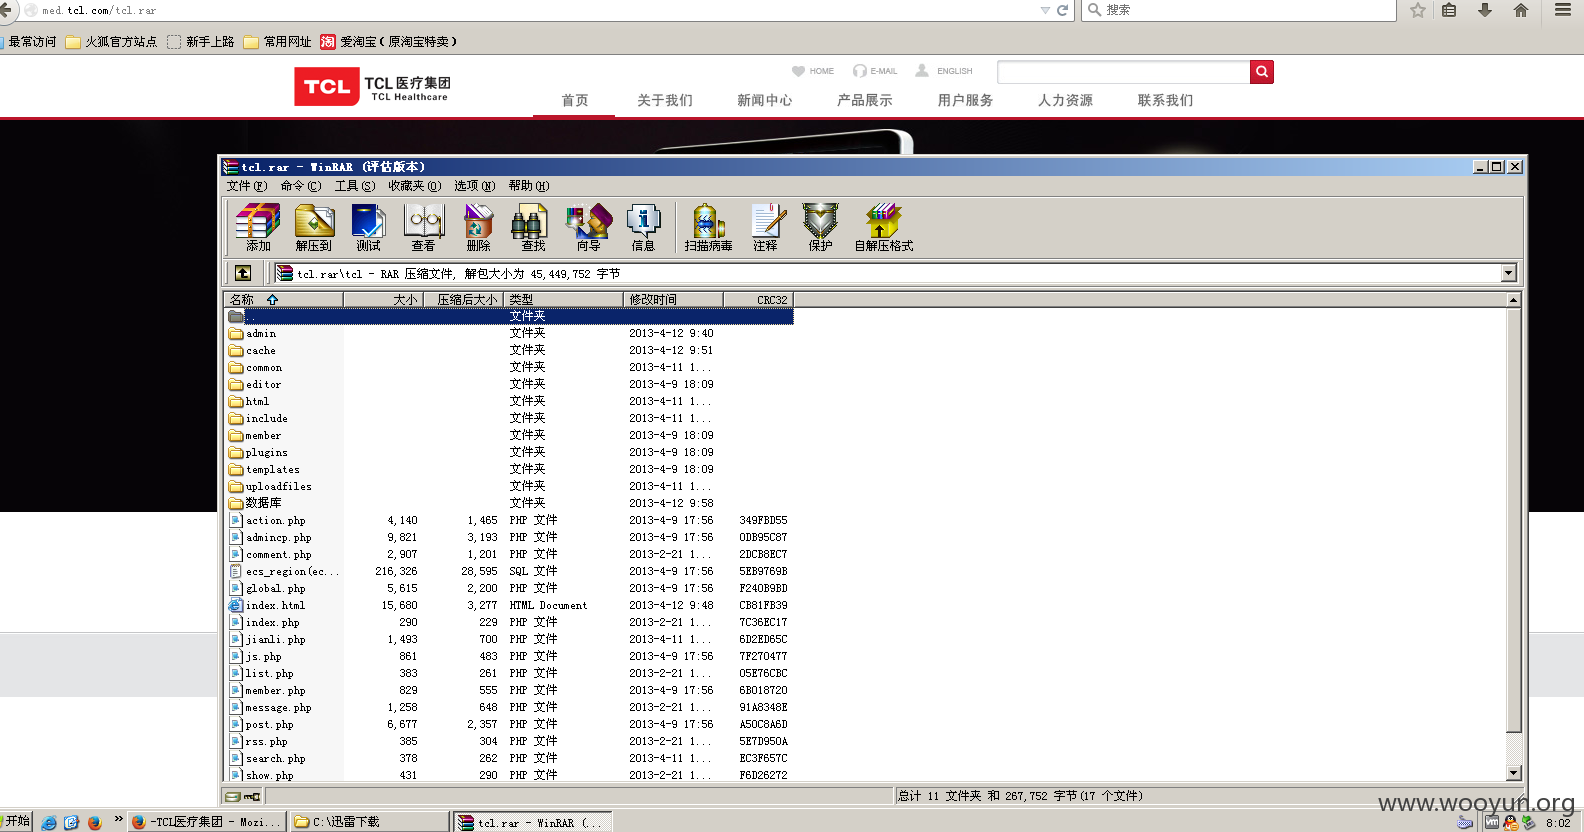 med.tcl.com/tcl.rar
搜索
最常访问 火狐官方站点 新手上路 常用网址 淘 爱淘宝（原淘宝特卖）
TCL TCL 医疗集团
TCL Healthcare
HOME E-MAIL ENGLISH
首页 关于我们 新闻中心 产品展示 用户服务 人力资源 联系我们
tcl.rar - WinRAR (评估版本)
文件(F) 命令(C) 工具(S) 收藏夹(O) 选项(N) 帮助(H)
添加 解压到 测试 查看 删除 查找 向导 信息 扫描病毒 注释 保护 自解压格式
tcl.rar\tcl - RAR 压缩文件, 解包大小为 45,449,752 字节
名称 大小 压缩后大小 类型 修改时间 CRC32
.. 文件夹
admin 文件夹 2013-4-12 9:40
cache 文件夹 2013-4-12 9:51
common 文件夹 2013-4-11 1...
editor 文件夹 2013-4-9 18:09
html 文件夹 2013-4-11 1...
include 文件夹 2013-4-11 1...
member 文件夹 2013-4-9 18:09
plugins 文件夹 2013-4-9 18:09
templates 文件夹 2013-4-9 18:09
uploadfiles 文件夹 2013-4-11 1...
数据库 文件夹 2013-4-12 9:58
action.php 4,140 1,465 PHP 文件 2013-4-9 17:56 349FBD55
admincp.php 9,821 3,193 PHP 文件 2013-4-9 17:56 0DB95C87
comment.php 2,907 1,201 PHP 文件 2013-2-21 1... 2DCB8EC7
ecs_region(ec... 216,326 28,595 SQL 文件 2013-4-9 17:56 5EB9769B
global.php 5,615 2,200 PHP 文件 2013-4-9 17:56 F240B9BD
index.html 15,680 3,277 HTML Document 2013-4-12 9:48 CB81FB39
index.php 290 229 PHP 文件 2013-2-21 1... 7C36EC17
jianli.php 1,493 700 PHP 文件 2013-4-11 1... 6D2ED65C
js.php 861 483 PHP 文件 2013-4-9 17:56 7F270477
list.php 383 261 PHP 文件 2013-2-21 1... 05E76CBC
member.php 829 555 PHP 文件 2013-4-9 17:56 6B018720
message.php 1,258 648 PHP 文件 2013-2-21 1... 91A8348E
post.php 6,677 2,357 PHP 文件 2013-4-9 17:56 A50C8A6D
rss.php 385 304 PHP 文件 2013-2-21 1... 5E7D950A
search.php 378 262 PHP 文件 2013-4-11 1... EC3F657C
show.php 431 290 PHP 文件 2013-2-21 1... F6D26272
总计 11 文件夹 和 267,752 字节(17 个文件)
www.wooyun.org
开始 » -TCL医疗集团 - Mozi... C:\迅雷下载 tcl.rar - WinRAR (... 8:02